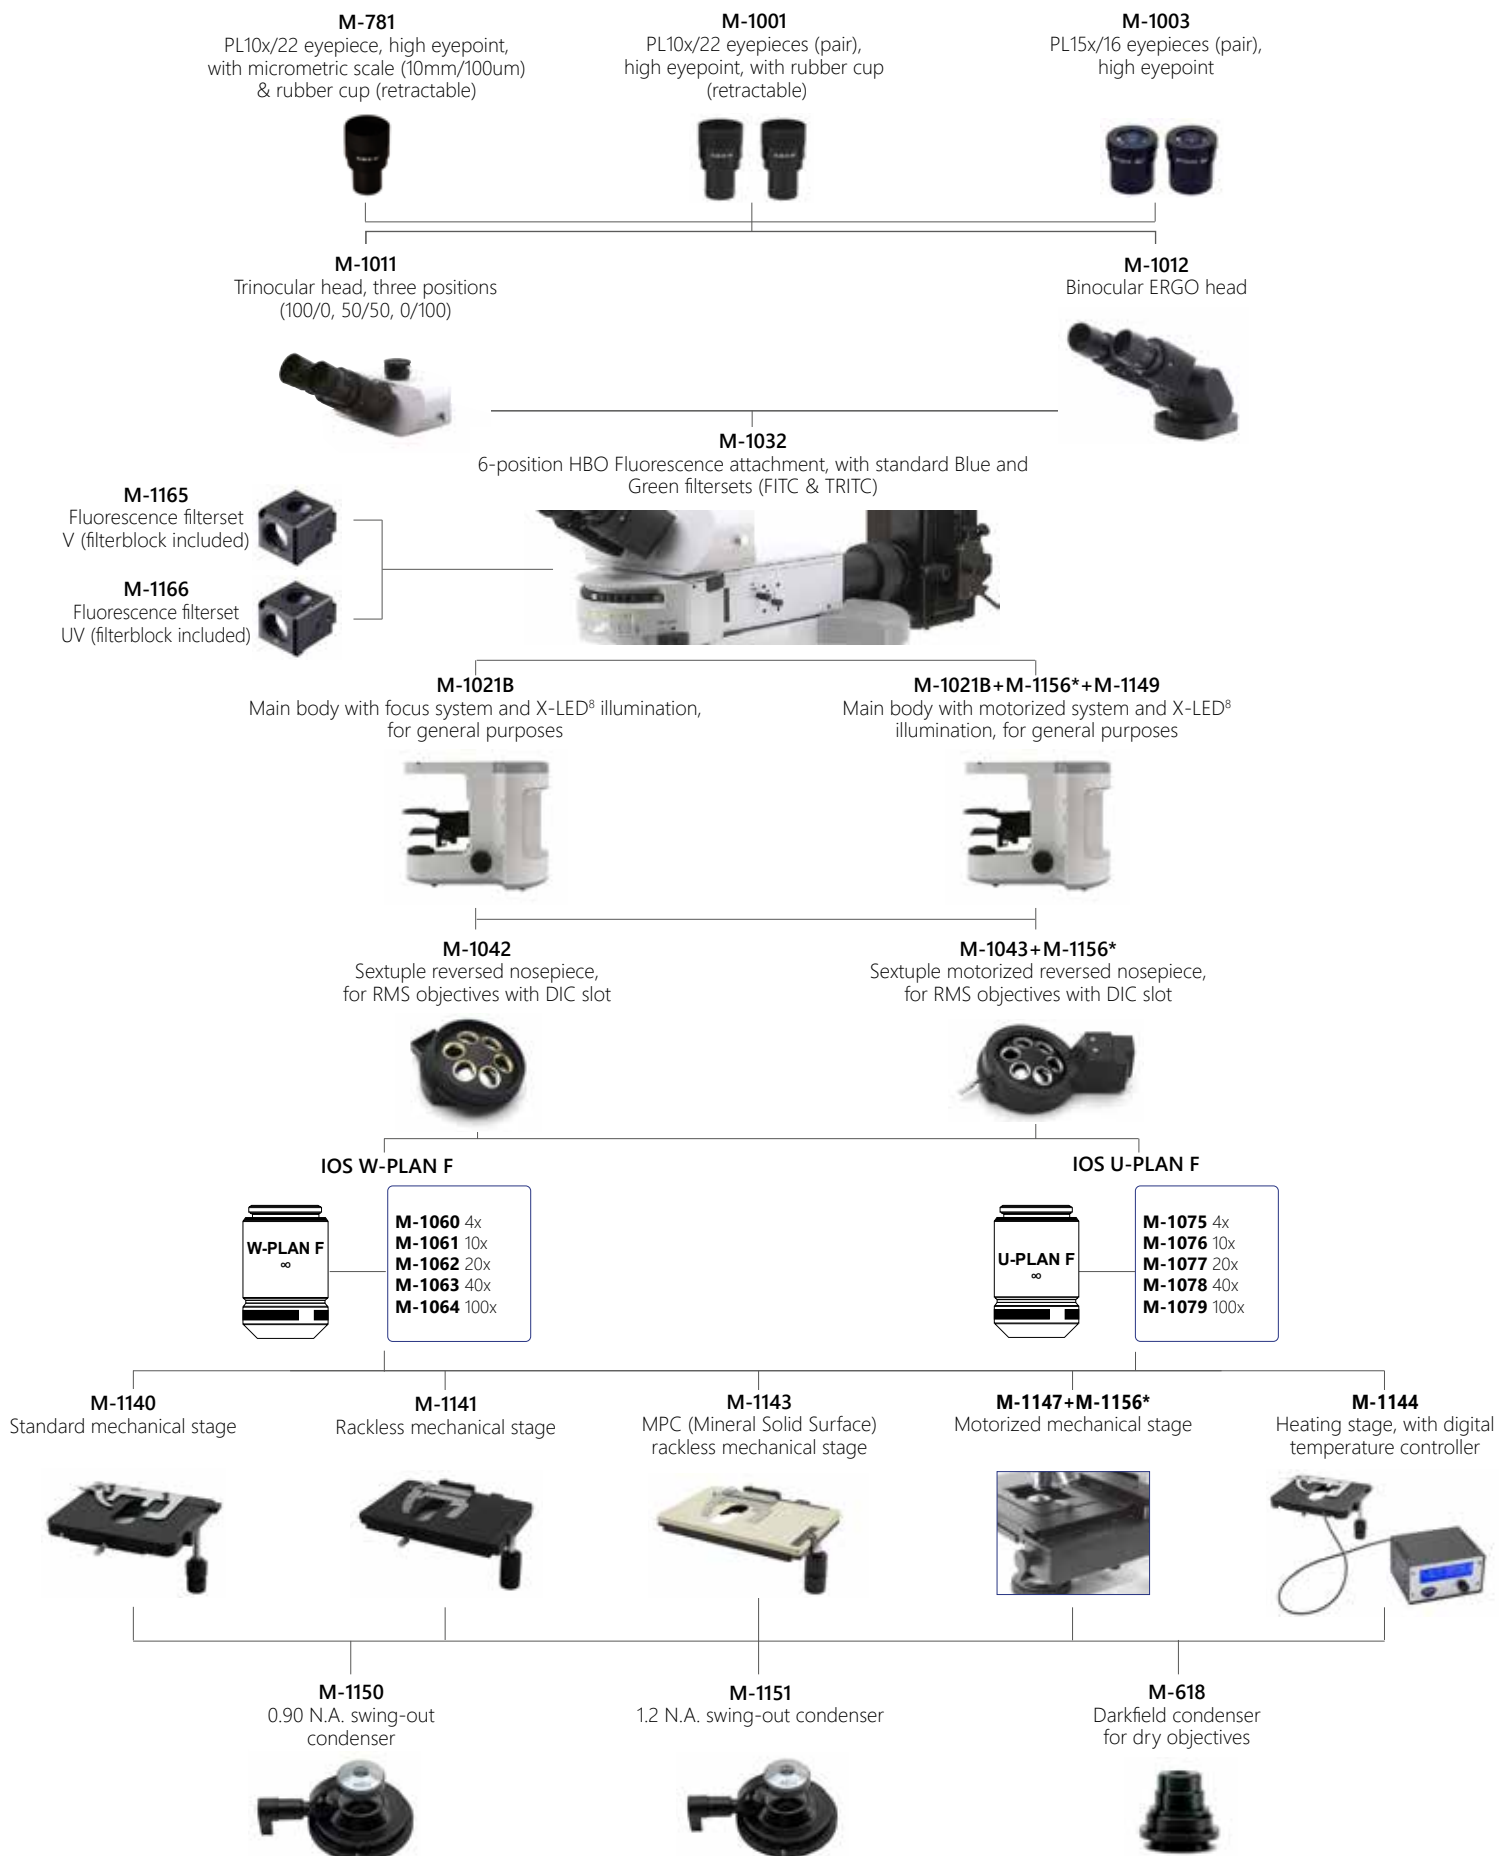 M-781
PL10x/22 eyepiece, high eyepoint,
with micrometric scale (10mm/100um)
& rubber cup (retractable)
M-1001
PL10x/22 eyepieces (pair),
high eyepoint, with rubber cup
(retractable)
M-1003
PL15x/16 eyepieces (pair),
high eyepoint
M-1011
Trinocular head, three positions
(100/0, 50/50, 0/100)
M-1012
Binocular ERGO head
M-1032
6-position HBO Fluorescence attachment, with standard Blue and
Green filtersets (FITC & TRITC)
M-1165
Fluorescence filterset
V (filterblock included)
M-1166
Fluorescence filterset
UV (filterblock included)
M-1021B
Main body with focus system and X-LED⁸ illumination,
for general purposes
M-1021B+M-1156*+M-1149
Main body with motorized system and X-LED⁸
illumination, for general purposes
M-1042
Sextuple reversed nosepiece,
for RMS objectives with DIC slot
M-1043+M-1156*
Sextuple motorized reversed nosepiece,
for RMS objectives with DIC slot
IOS W-PLAN F
W-PLAN F
∞
M-1060 4x
M-1061 10x
M-1062 20x
M-1063 40x
M-1064 100x
IOS U-PLAN F
U-PLAN F
∞
M-1075 4x
M-1076 10x
M-1077 20x
M-1078 40x
M-1079 100x
M-1140
Standard mechanical stage
M-1141
Rackless mechanical stage
M-1143
MPC (Mineral Solid Surface)
rackless mechanical stage
M-1147+M-1156*
Motorized mechanical stage
M-1144
Heating stage, with digital
temperature controller
M-1150
0.90 N.A. swing-out
condenser
M-1151
1.2 N.A. swing-out condenser
M-618
Darkfield condenser
for dry objectives